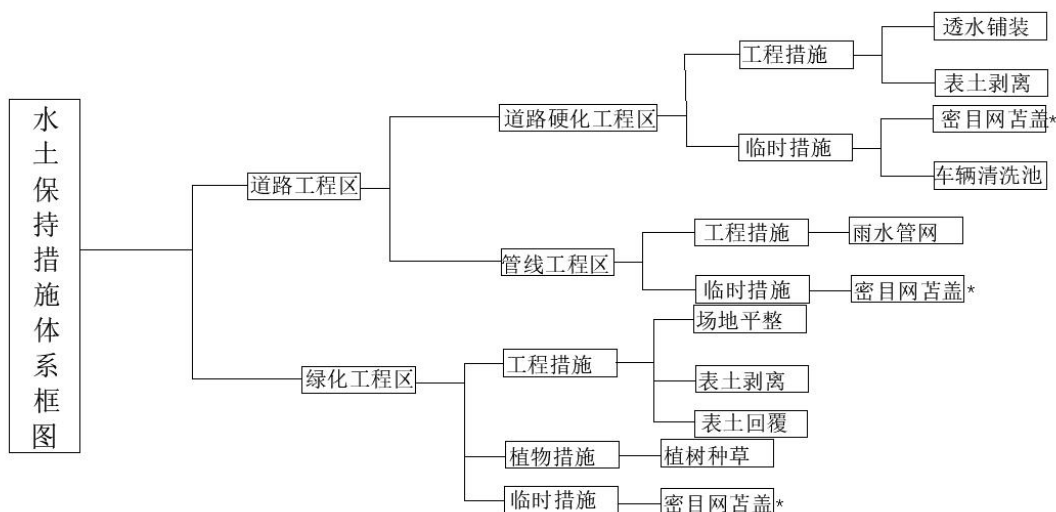 水土保持措施体系框图
道路工程区
道路硬化工程区
工程措施
透水铺装
表土剥离
临时措施
密目网苫盖*
车辆清洗池
管线工程区
工程措施
雨水管网
临时措施
密目网苫盖*
绿化工程区
工程措施
场地平整
表土剥离
表土回覆
植物措施
植树种草
临时措施
密目网苫盖*